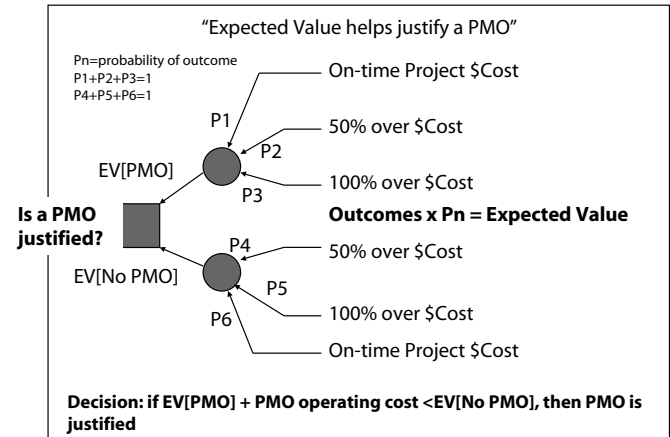 “Expected Value helps justify a PMO”
Pn=probability of outcome
P1+P2+P3=1
P4+P5+P6=1
On-time Project $Cost
P1
50% over $Cost
P2
EV[PMO]
P3
100% over $Cost
Is a PMO
justified?
Outcomes x Pn = Expected Value
P4
50% over $Cost
EV[No PMO]
P5
100% over $Cost
P6
On-time Project $Cost
Decision: if EV[PMO] + PMO operating cost <EV[No PMO], then PMO is
justified